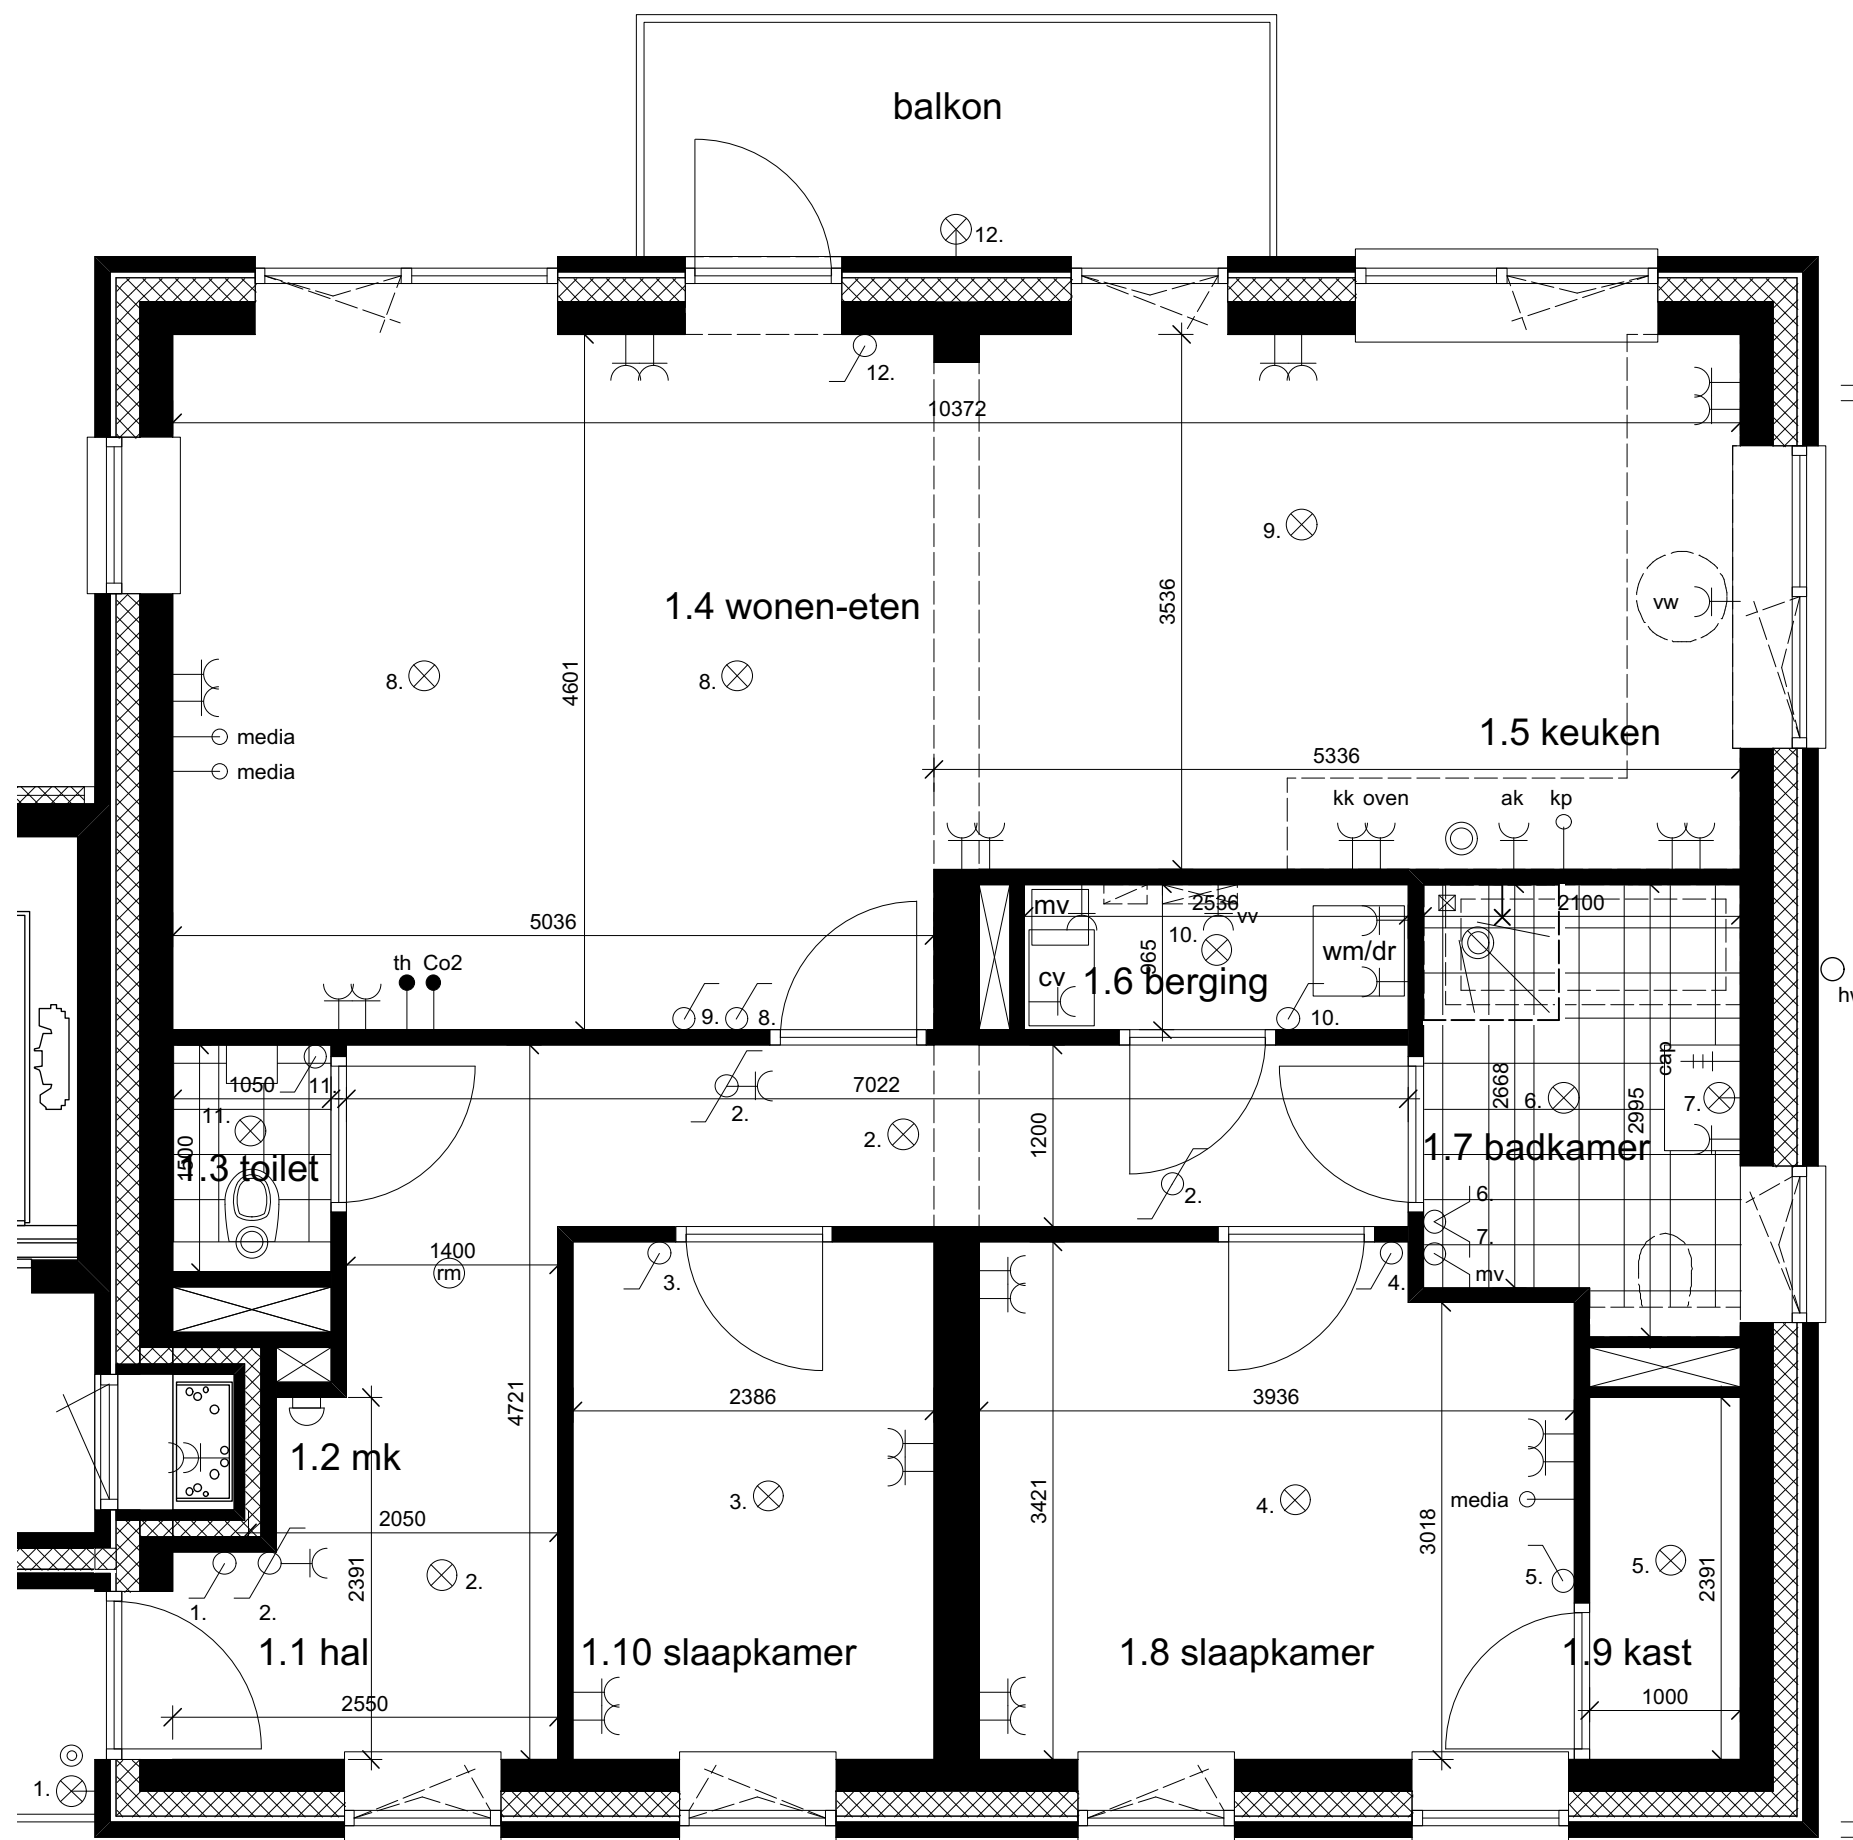 balkon
12.
12.
10372
9.
3536
1.4 wonen-eten
vw
8.
8.
4601
media
media
1.5 keuken
5336
kk oven
ak
kp
5036
th Co2
9.
8.
mv
2536
vv
10.
965
wm/dr
cv
1.6 berging
10.
2100
hv
1050
11.
11.
1500
1.3 toilet
7022
2.
2.
1200
2.
2668
cap
6.
7.
2995
1.7 badkamer
6.
7.
mv
1400
rm
3.
4.
4721
2386
3936
1.2 mk
3.
3421
4.
media
3018
2050
2391
2.
1.
2.
5.
5.
2391
1.1 hal
1.10 slaapkamer
1.8 slaapkamer
1.9 kast
2550
1000
1.